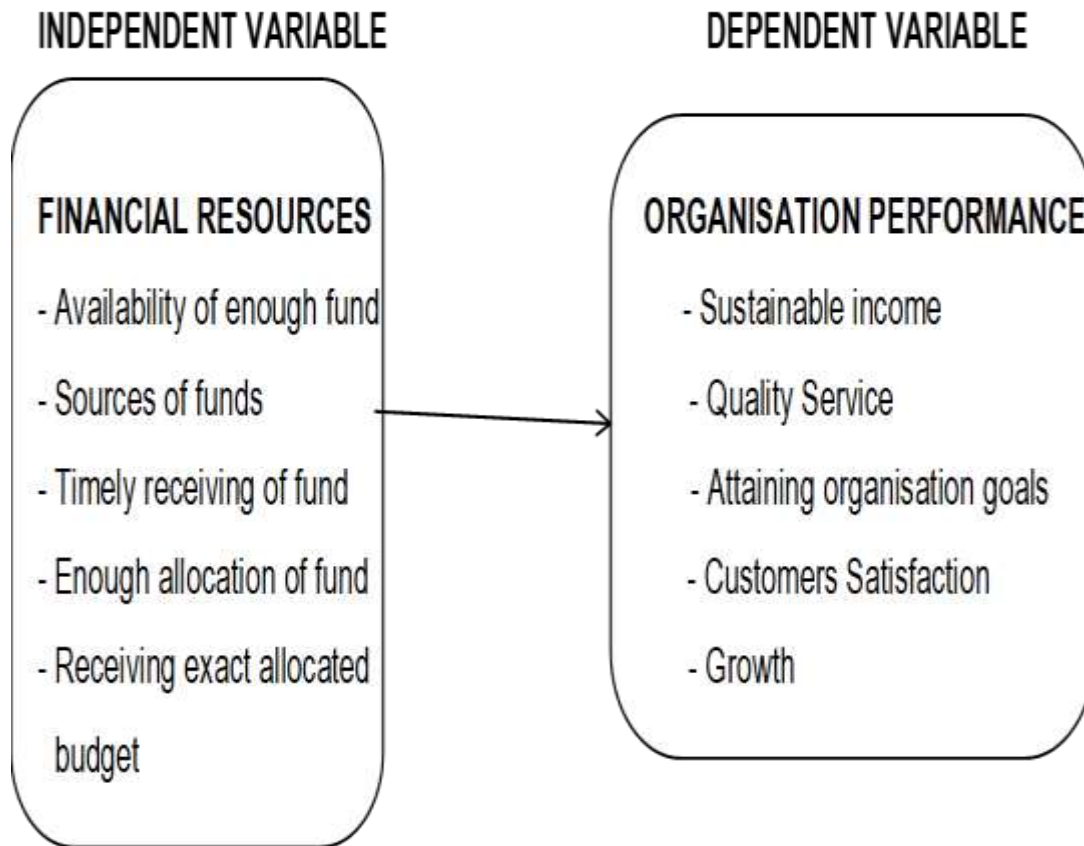 INDEPENDENT VARIABLE
FINANCIAL RESOURCES
- Availability of enough fund
- Sources of funds
- Timely receiving of fund
- Enough allocation of fund
- Receiving exact allocated
budget
DEPENDENT VARIABLE
ORGANISATION PERFORMANCE
- Sustainable income
- Quality Service
- Attaining organisation goals
- Customers Satisfaction
- Growth